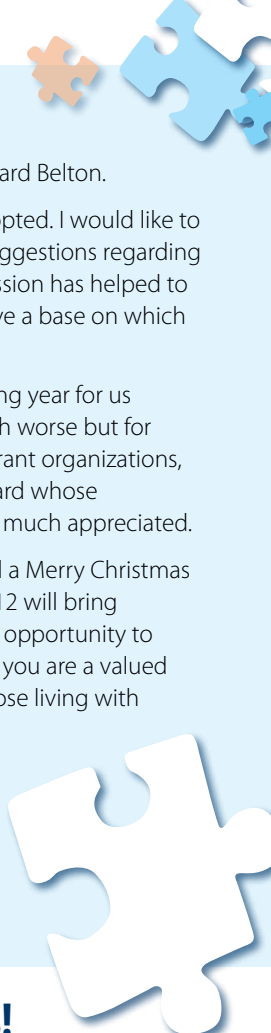 ard Belton.
pted. I would like to
ggestions regarding
ssion has helped to
ve a base on which
ng year for us
h worse but for
rant organizations,
ard whose
much appreciated.
l a Merry Christmas
12 will bring
opportunity to
you are a valued
ose living with
!